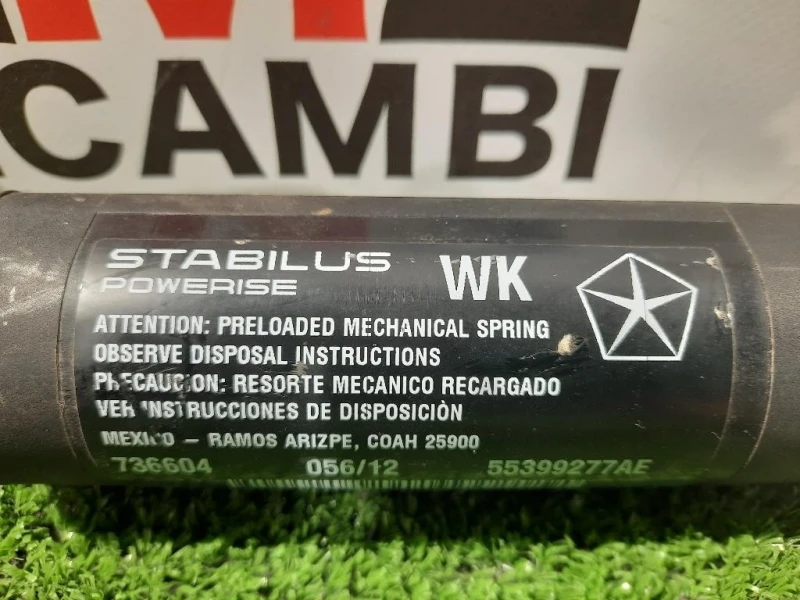 CAMBI
STABILUS WK
POWERISE
ATTENTION: PRELOADED MECHANICAL SPRING
OBSERVE DISPOSAL INSTRUCTIONS
PRECAUCION: RESORTE MECANICO RECARGADO
VER INSTRUCCIONES DE DISPOSICIÒN
MEXICO – RAMOS ARIZPE, COAH 25900
736604 056/12 55399277AE